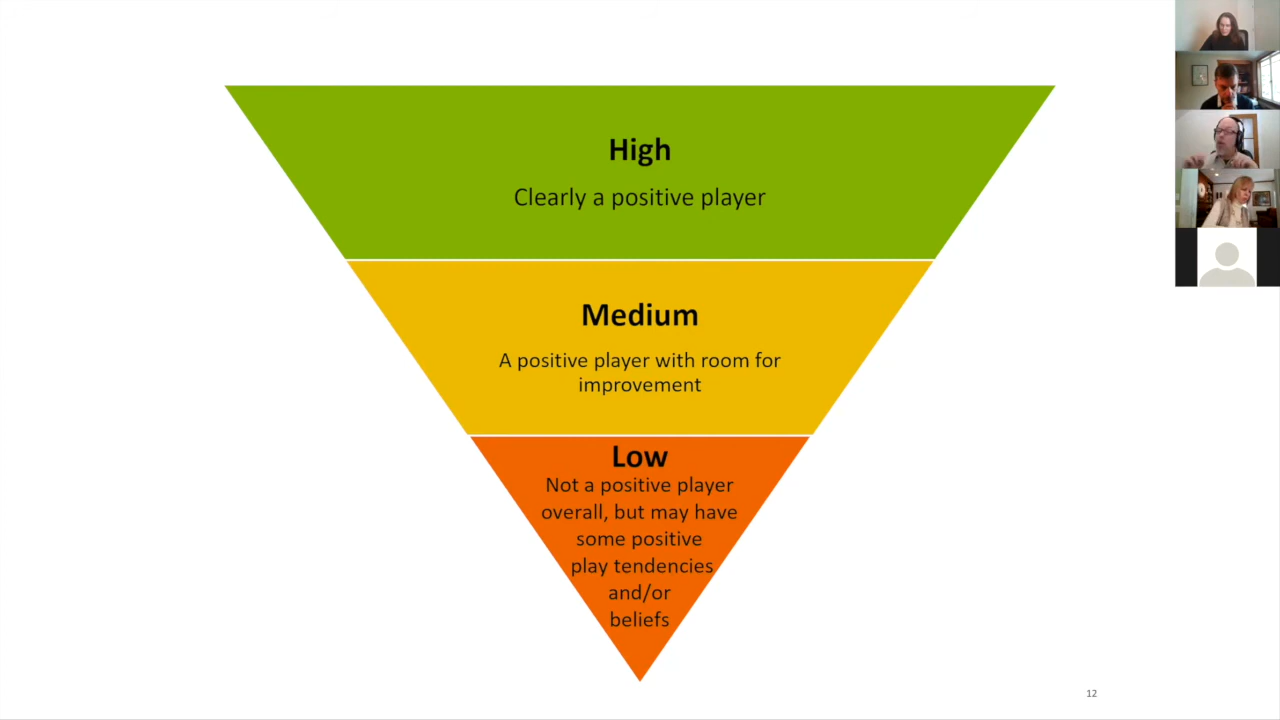 High
Clearly a positive player
Medium
A positive player with room for
improvement
Low
Not a positive player
overall, but may have
some positive
play tendencies
and/or
beliefs
12